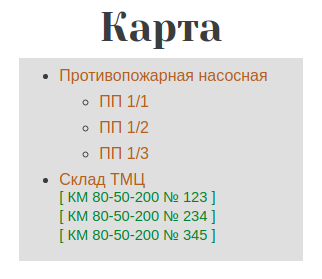 Карта
Противопожарная насосная
ПП 1/1
ПП 1/2
ПП 1/3
Склад ТМЦ
[ КМ 80-50-200 № 123 ]
[ КМ 80-50-200 № 234 ]
[ КМ 80-50-200 № 345 ]